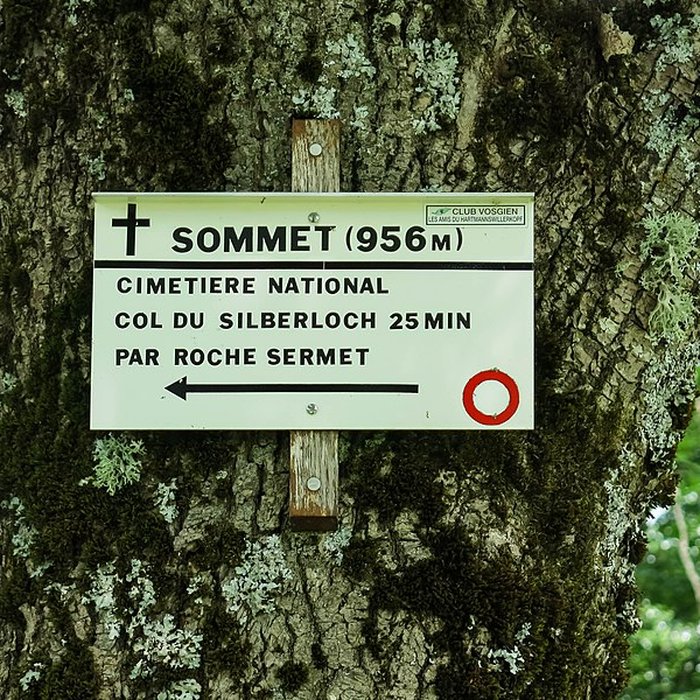 CLUB VOSGIEN
LES AMIS DU HARTMANNSWILLERKOPF
SOMMET (956M)
CIMETIERE NATIONAL
COL DU SILBERLOCH 25MIN
PAR ROCHE SERMET